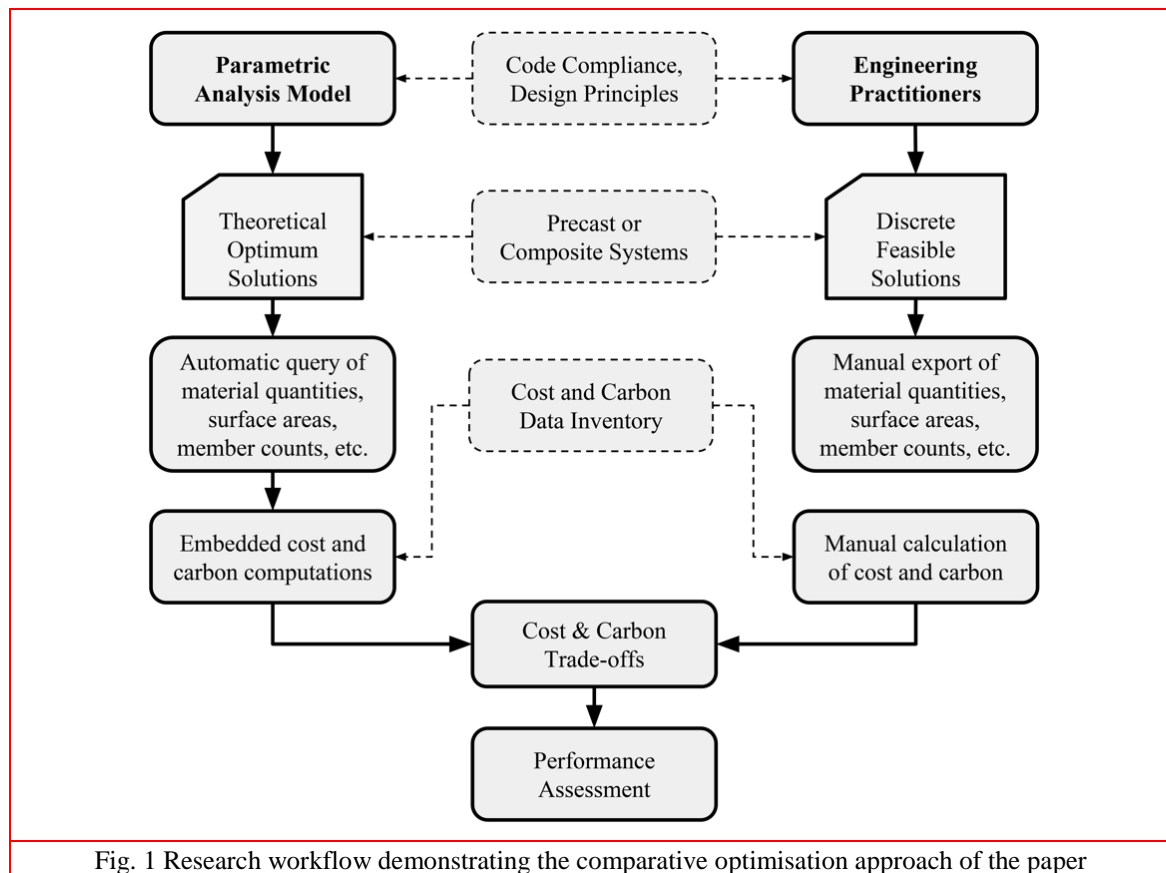 Parametric
Analysis Model
Code Compliance,
Design Principles
Engineering
Practitioners
Theoretical
Optimum
Solutions
Precast or
Composite Systems
Discrete
Feasible
Solutions
Automatic query of
material quantities,
surface areas,
member counts, etc.
Cost and Carbon
Data Inventory
Manual export of
material quantities,
surface areas,
member counts, etc.
Embedded cost and
carbon computations
Manual calculation
of cost and carbon
Cost & Carbon
Trade-offs
Performance
Assessment
Fig. 1 Research workflow demonstrating the comparative optimisation approach of the paper